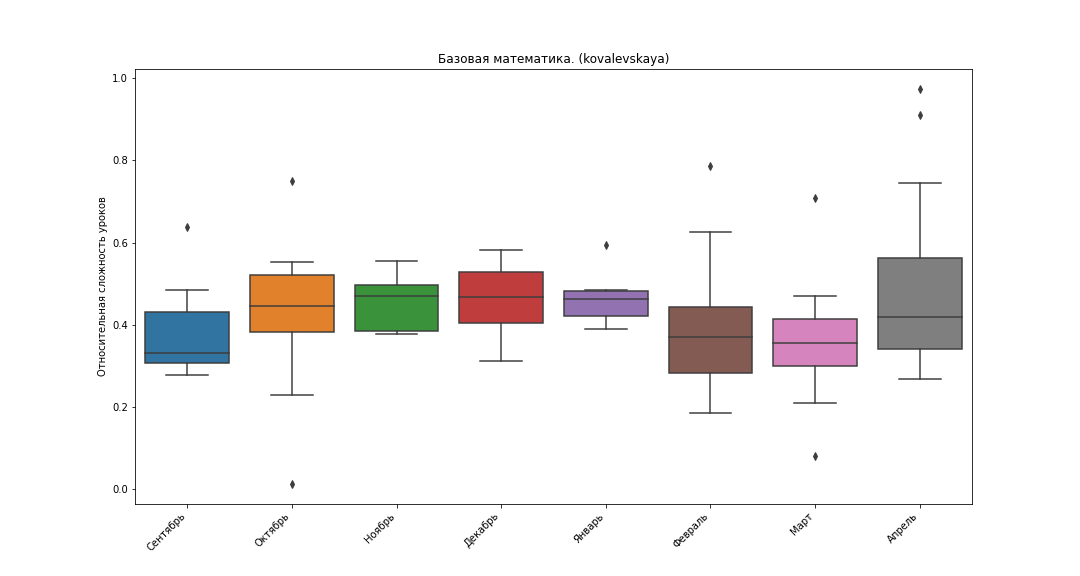 Базовая математика. (kovalevskaya)
Относительная сложность уроков
1.0
0.8
0.6
0.4
0.2
0.0
Сентябрь
Октябрь
Ноябрь
Декабрь
Январь
Февраль
Март
Апрель